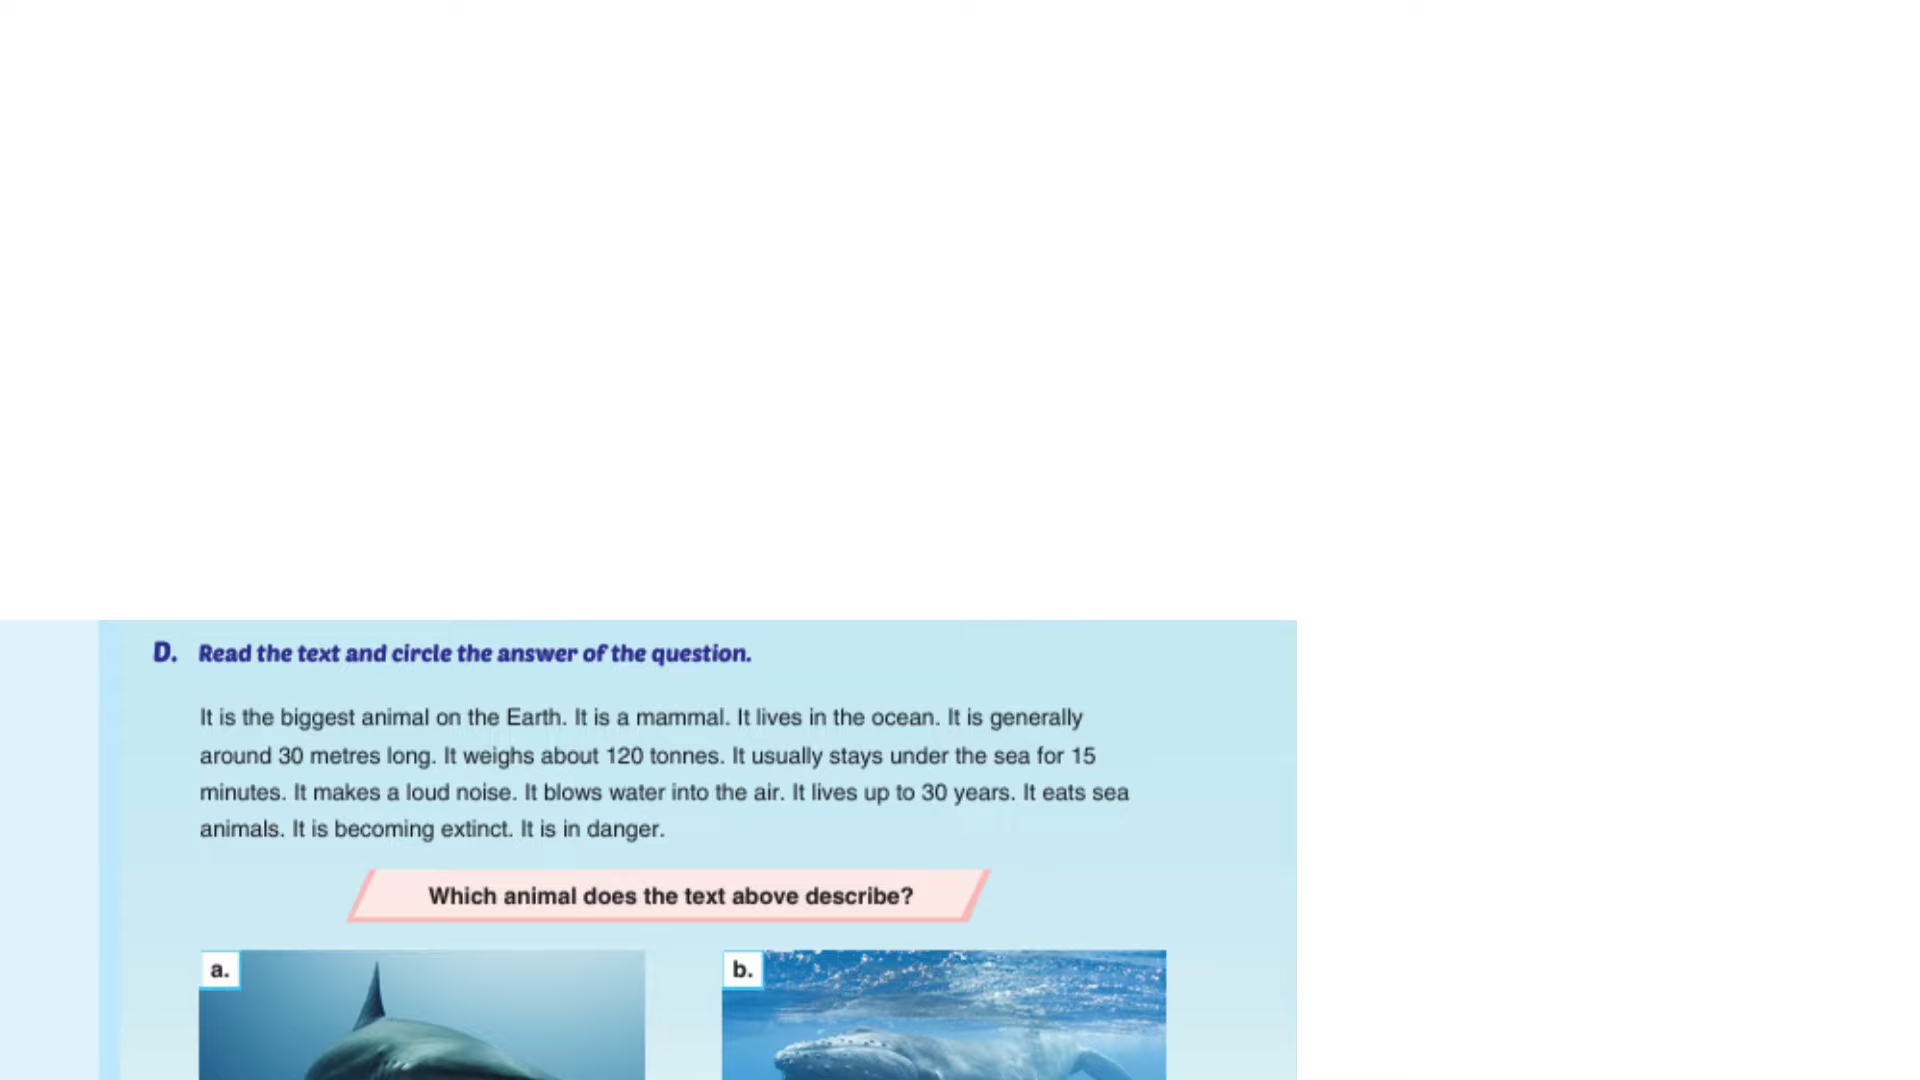 D. Read the text and circle the answer of the question.
It is the biggest animal on the Earth. It is a mammal. It lives in the ocean. It is generally
around 30 metres long. It weighs about 120 tonnes. It usually stays under the sea for 15
minutes. It makes a loud noise. It blows water into the air. It lives up to 30 years. It eats sea
animals. It is becoming extinct. It is in danger.
Which animal does the text above describe?
a.
b.